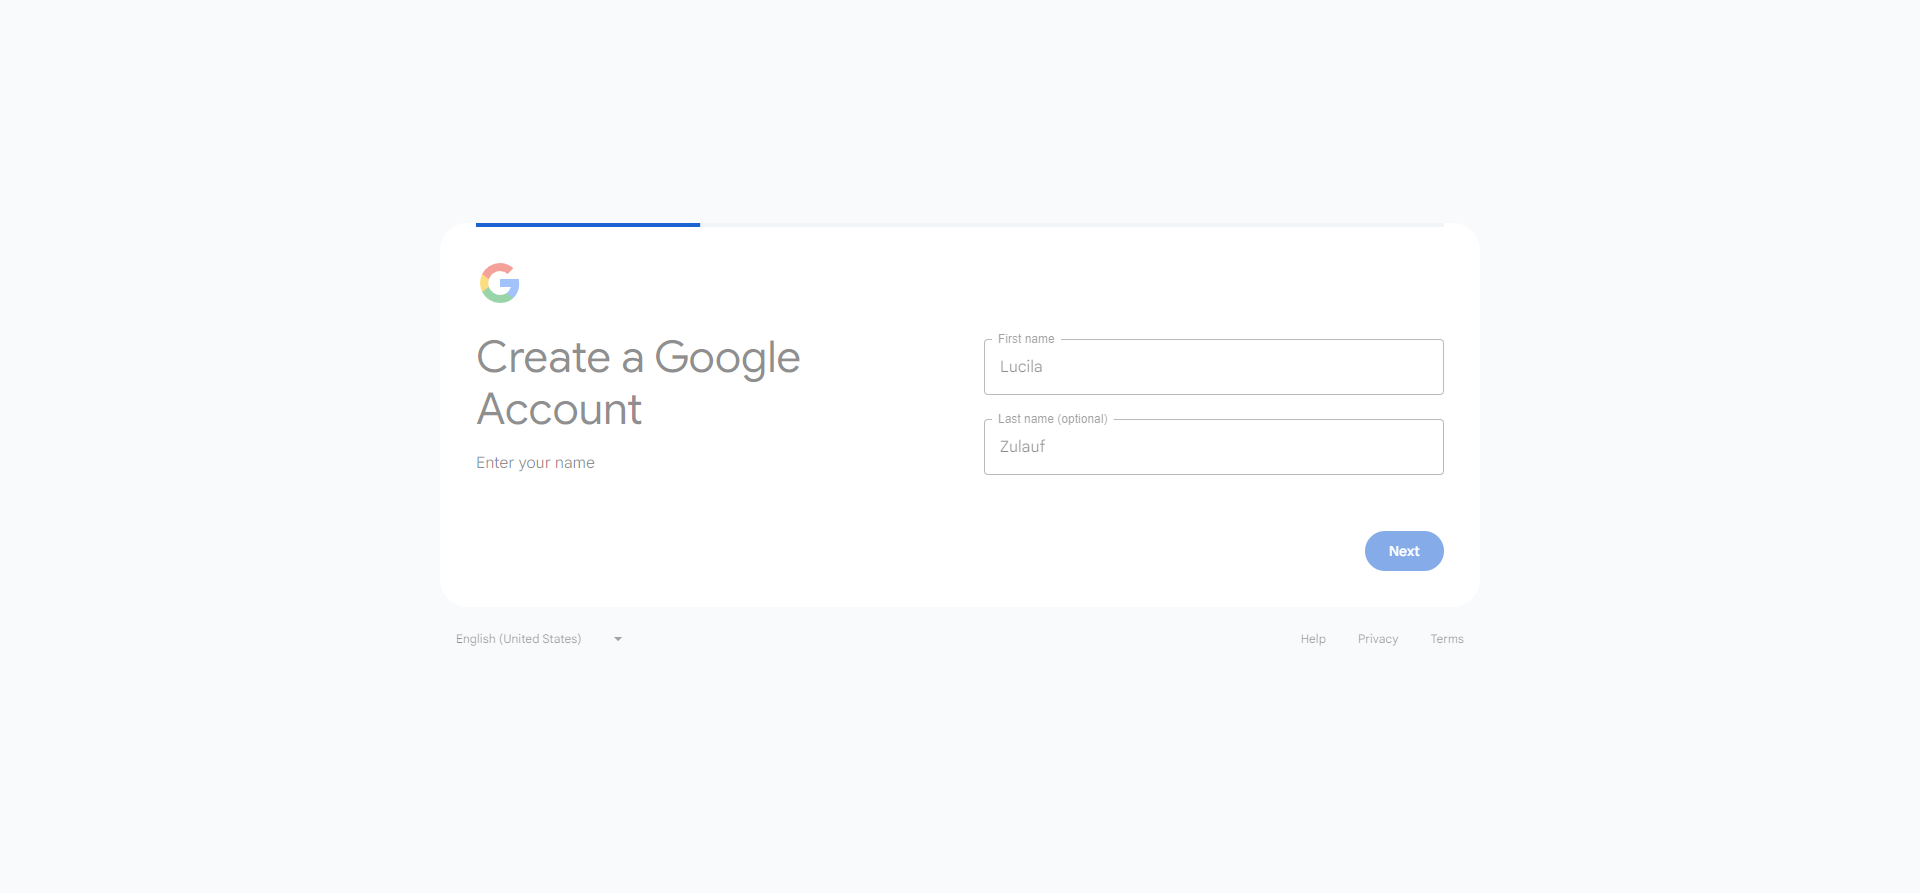 Create a Google
Account
Enter your name
First name
Lucila
Last name (optional)
Zulauf
Next
English (United States)
Help
Privacy
Terms